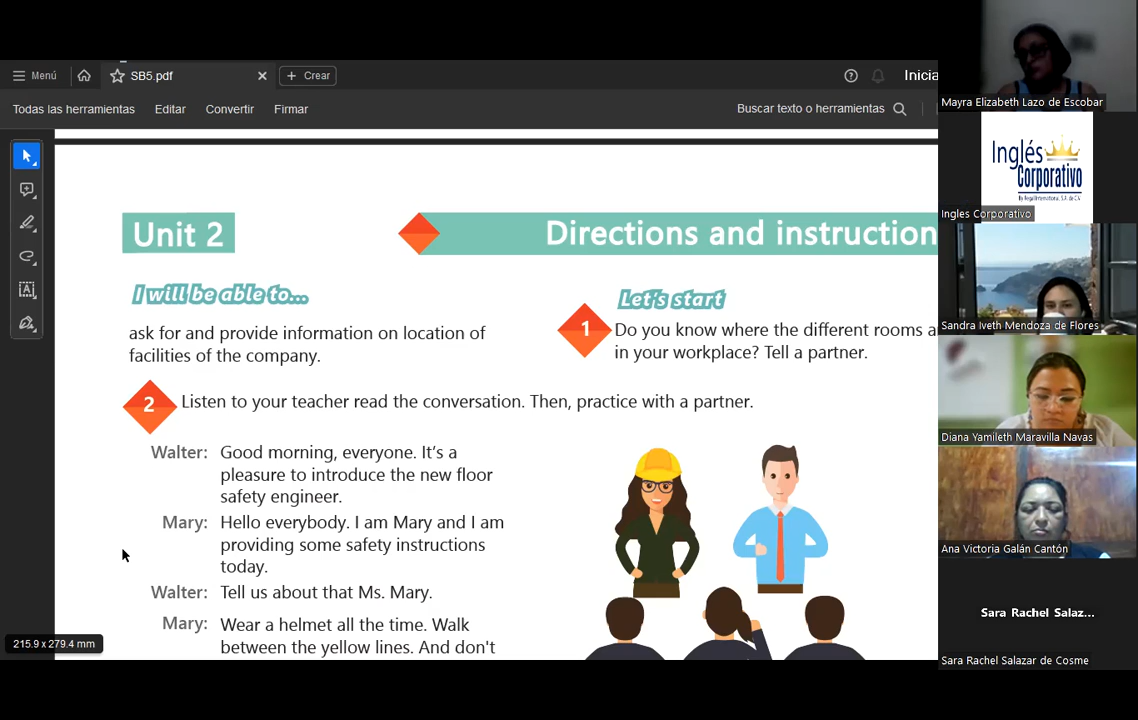 Menú
SB5.pdf
Crear
Inicia
Todas las herramientas
Editar
Convertir
Firmar
Buscar texto o herramientas
Unit 2
Directions and instruction
I will be able to...
ask for and provide information on location of
facilities of the company.
Let's start
1
Do you know where the different rooms a
in your workplace? Tell a partner.
2
Listen to your teacher read the conversation. Then, practice with a partner.
Walter: Good morning, everyone. It's a
pleasure to introduce the new floor
safety engineer.
Mary: Hello everybody. I am Mary and I am
providing some safety instructions
today.
Walter: Tell us about that Ms. Mary.
Mary: Wear a helmet all the time. Walk
between the yellow lines. And don't
215.9 x 279.4 mm
Mayra Elizabeth Lazo de Escobar
Inglés
Corporativo
Ingles Corporativo
Sandra Iveth Mendoza de Flores
Diana Yamileth Maravilla Navas
Ana Victoria Galán Cantón
Sara Rachel Salaz...
Sara Rachel Salazar de Cosme